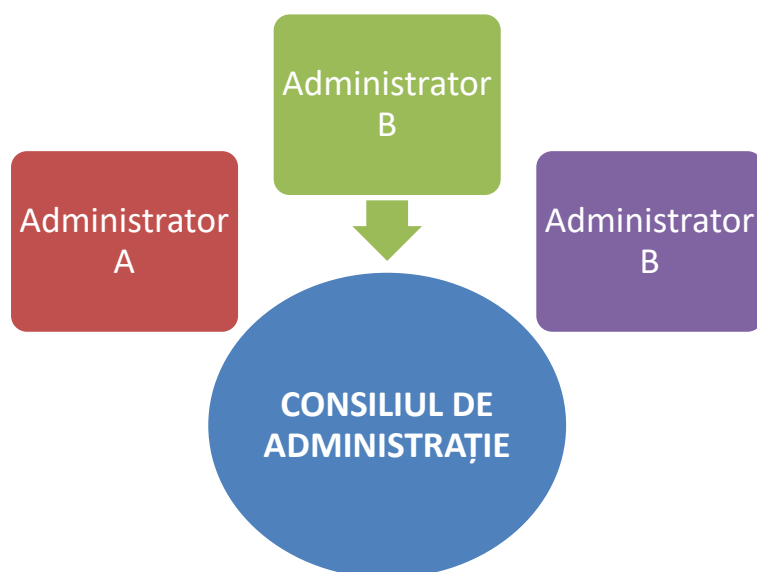 Administrator
A
Administrator
B
Administrator
B
CONSILIUL DE
ADMINISTRAȚIE